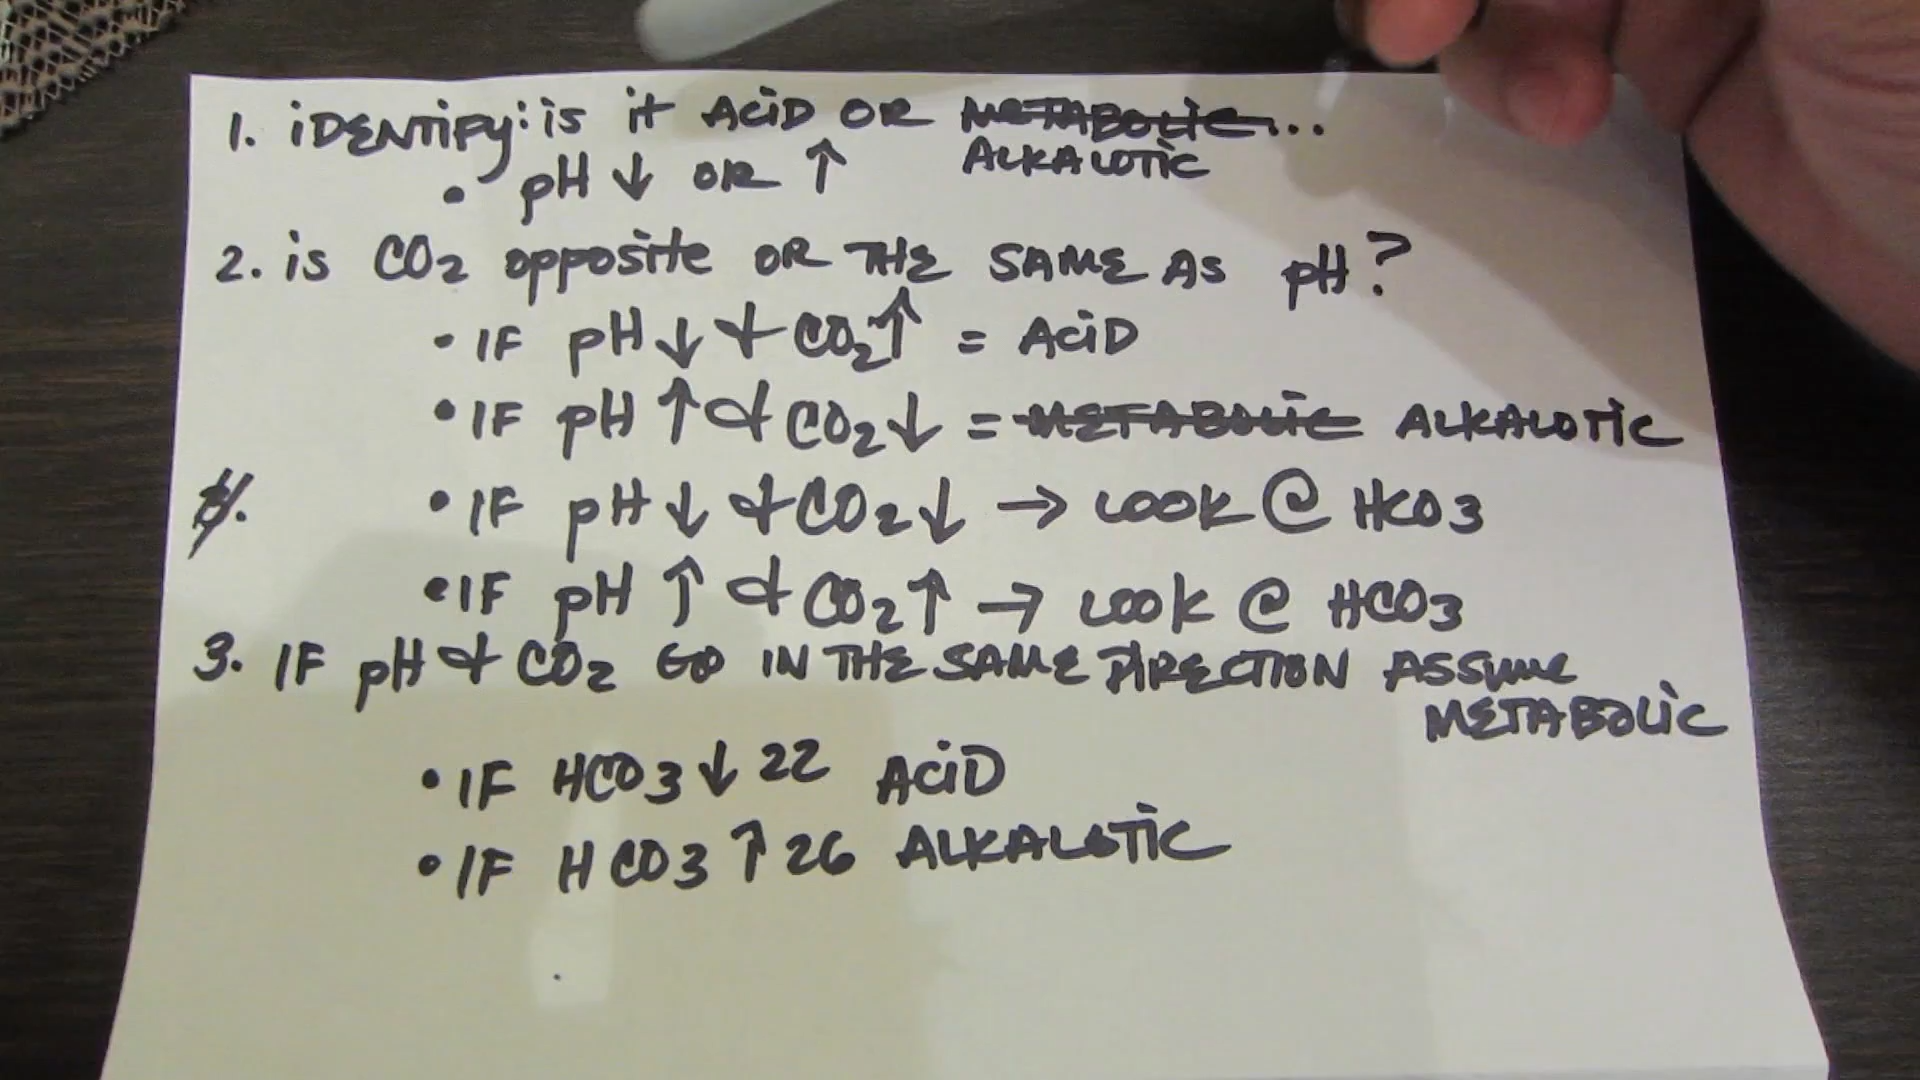 1. iDENTiFy: is it ACiD OR METABOLiC...
ALKALOTiC
• pH ↓ OR ↑
2. is CO2 opposite OR THE SAME AS pH?
• IF pH ↓ & CO2 ↑ = ACiD
• IF pH ↑ & CO2 ↓ = METABOLiC ALKALOTiC
• IF pH ↓ & CO2 ↓ → LOOK @ HCO3
• IF pH ↑ & CO2 ↑ → LOOK @ HCO3
3. IF pH & CO2 GO IN THE SAME DIRECTION ASSUME
METABOLiC
• IF HCO3 ↓ 22 ACiD
• IF HCO3 ↑ 26 ALKALOTiC